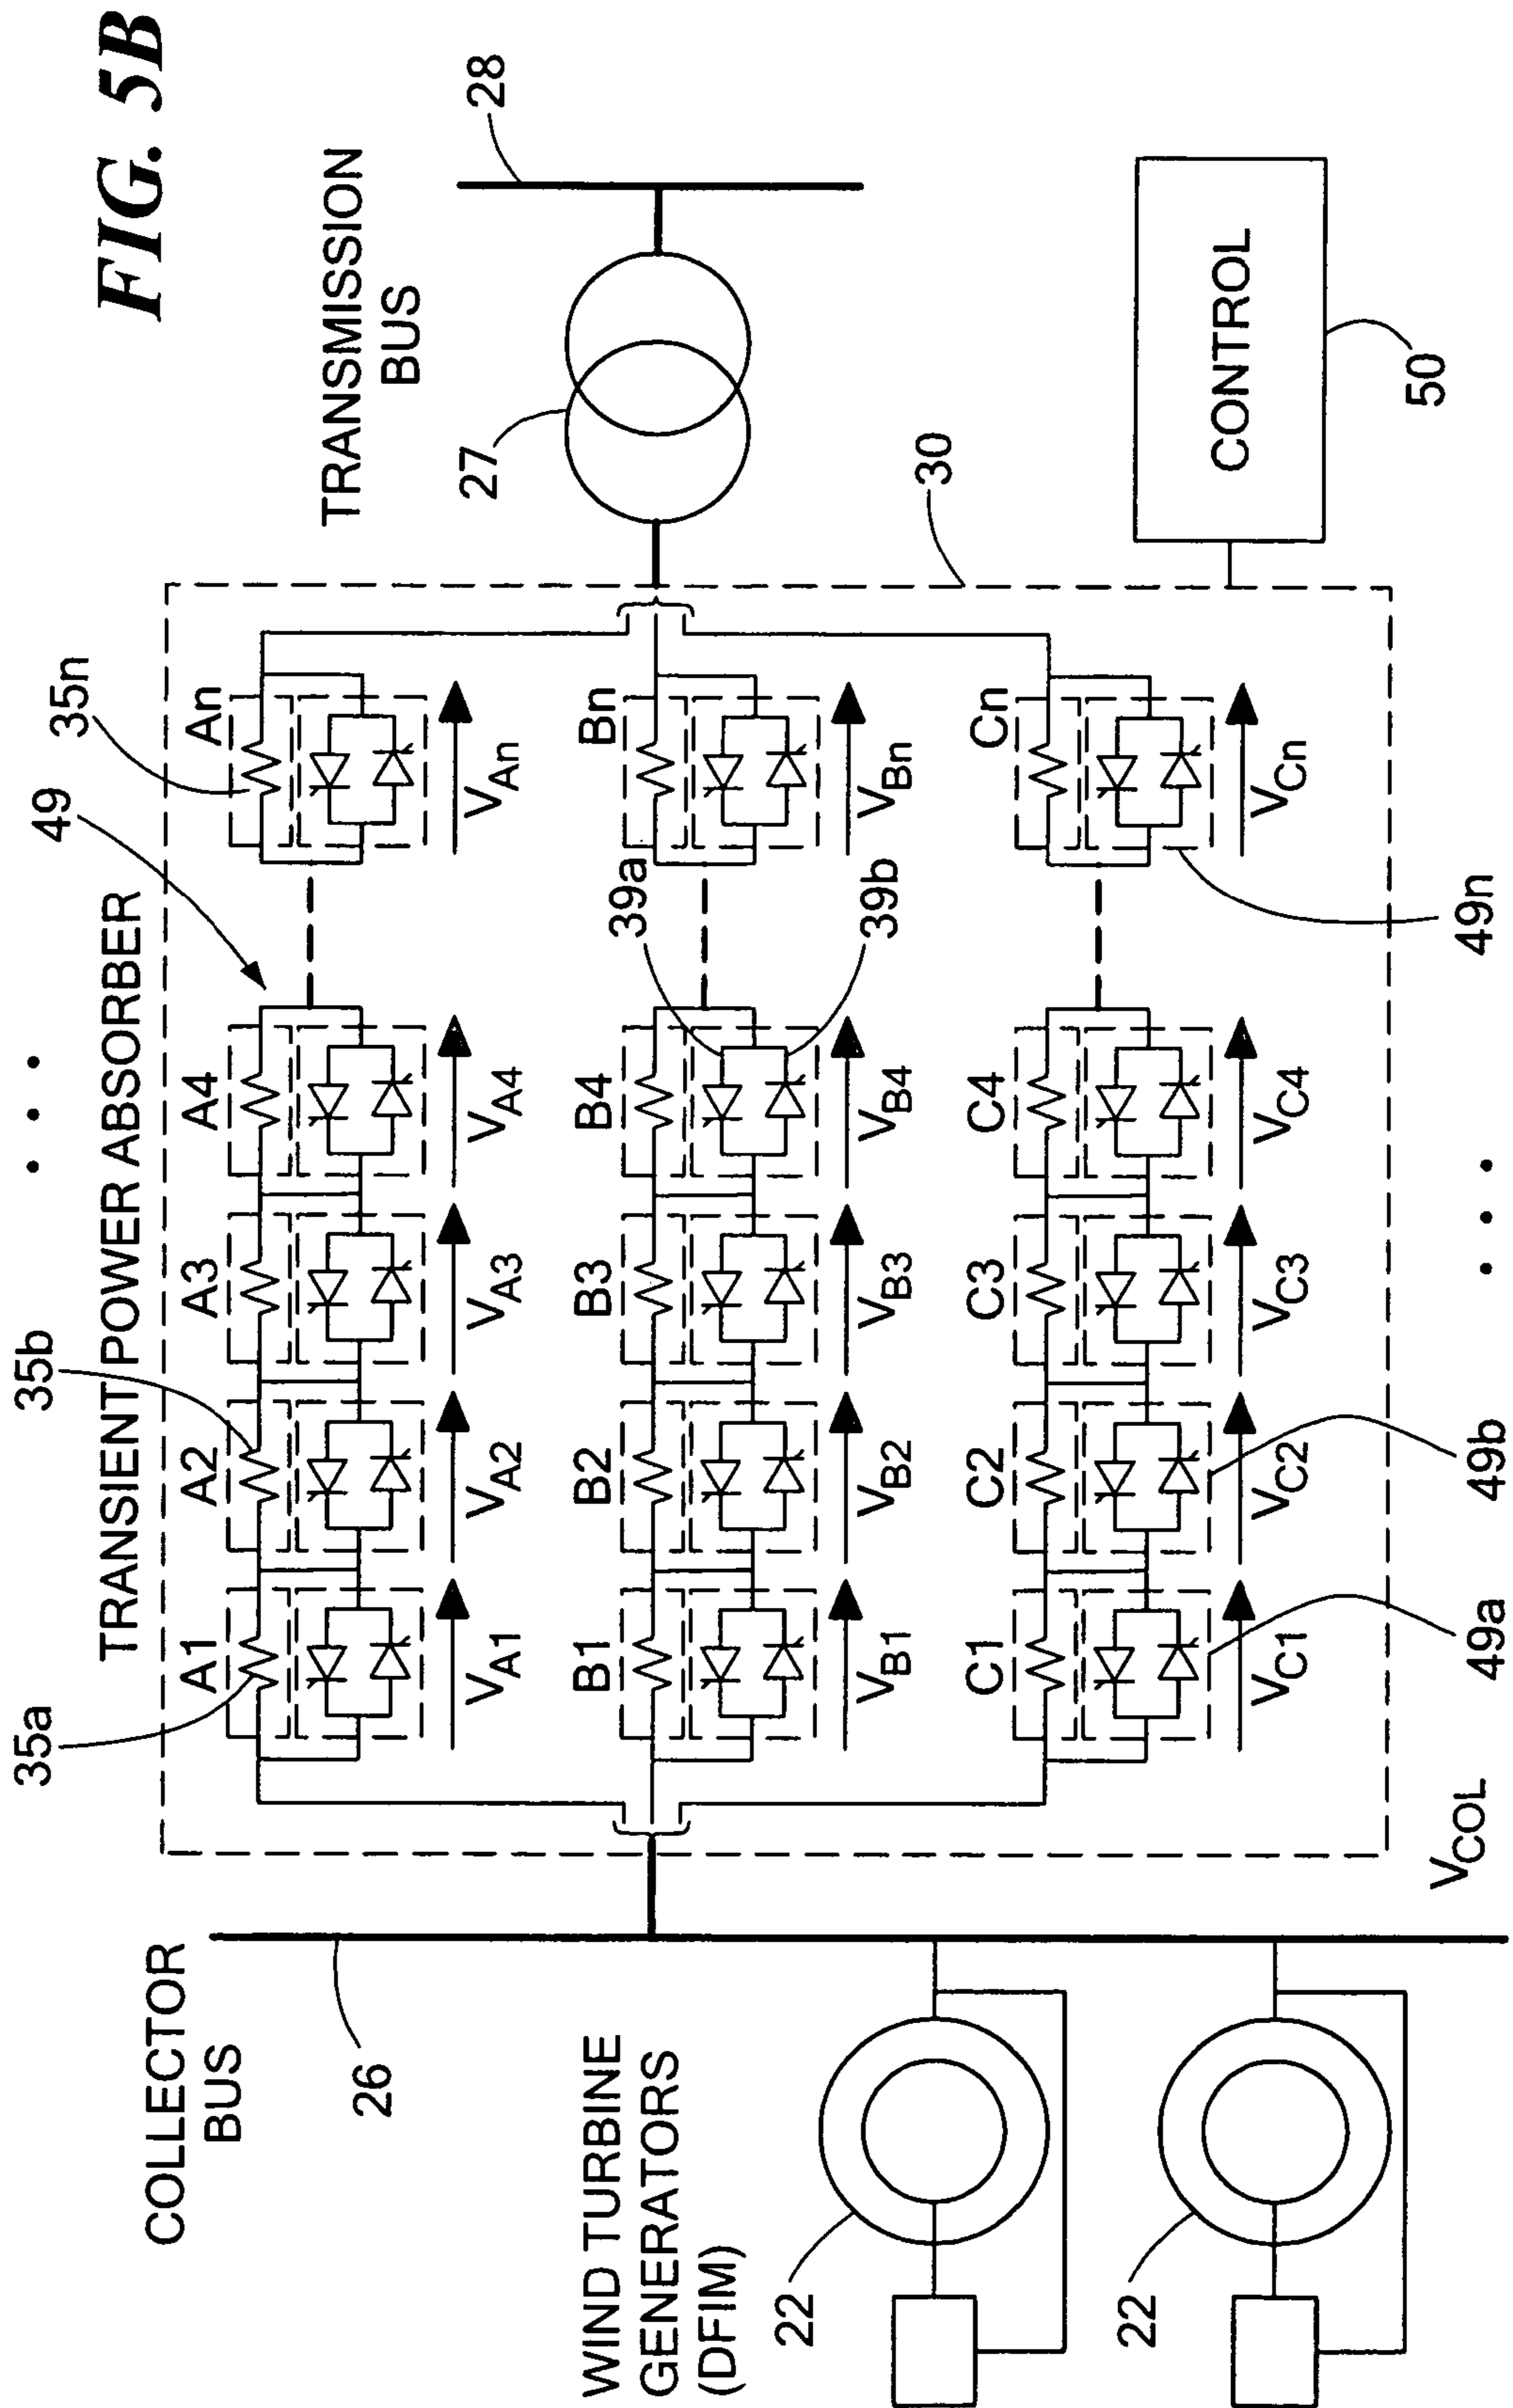 FIG. 5B
TRANSIENT POWER ABSORBER
TRANSMISSION
BUS
COLLECTOR
BUS
WIND TURBINE
GENERATORS
(DFIM)
CONTROL
35a
35b
49
35n
27
28
26
30
50
A1
A2
A3
A4
An
VA1
VA2
VA3
VA4
VAn
39a
39b
B1
B2
B3
B4
Bn
VB1
VB2
VB3
VB4
VBn
C1
C2
C3
C4
Cn
VC1
VC2
VC3
VC4
VCn
49a
49b
49n
22
22
VCOL